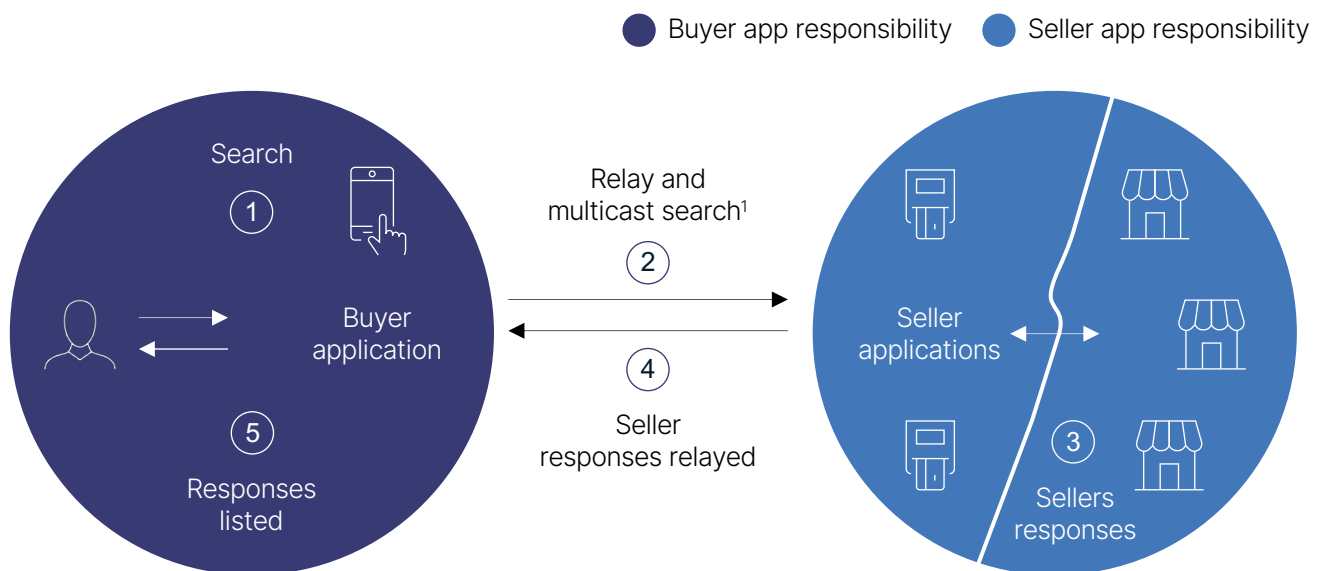 Buyer app responsibility
Seller app responsibility
Search
1
Buyer
application
5
Responses
listed
Relay and
multicast search¹
2
4
Seller
responses relayed
Seller
applications
3
Sellers
responses